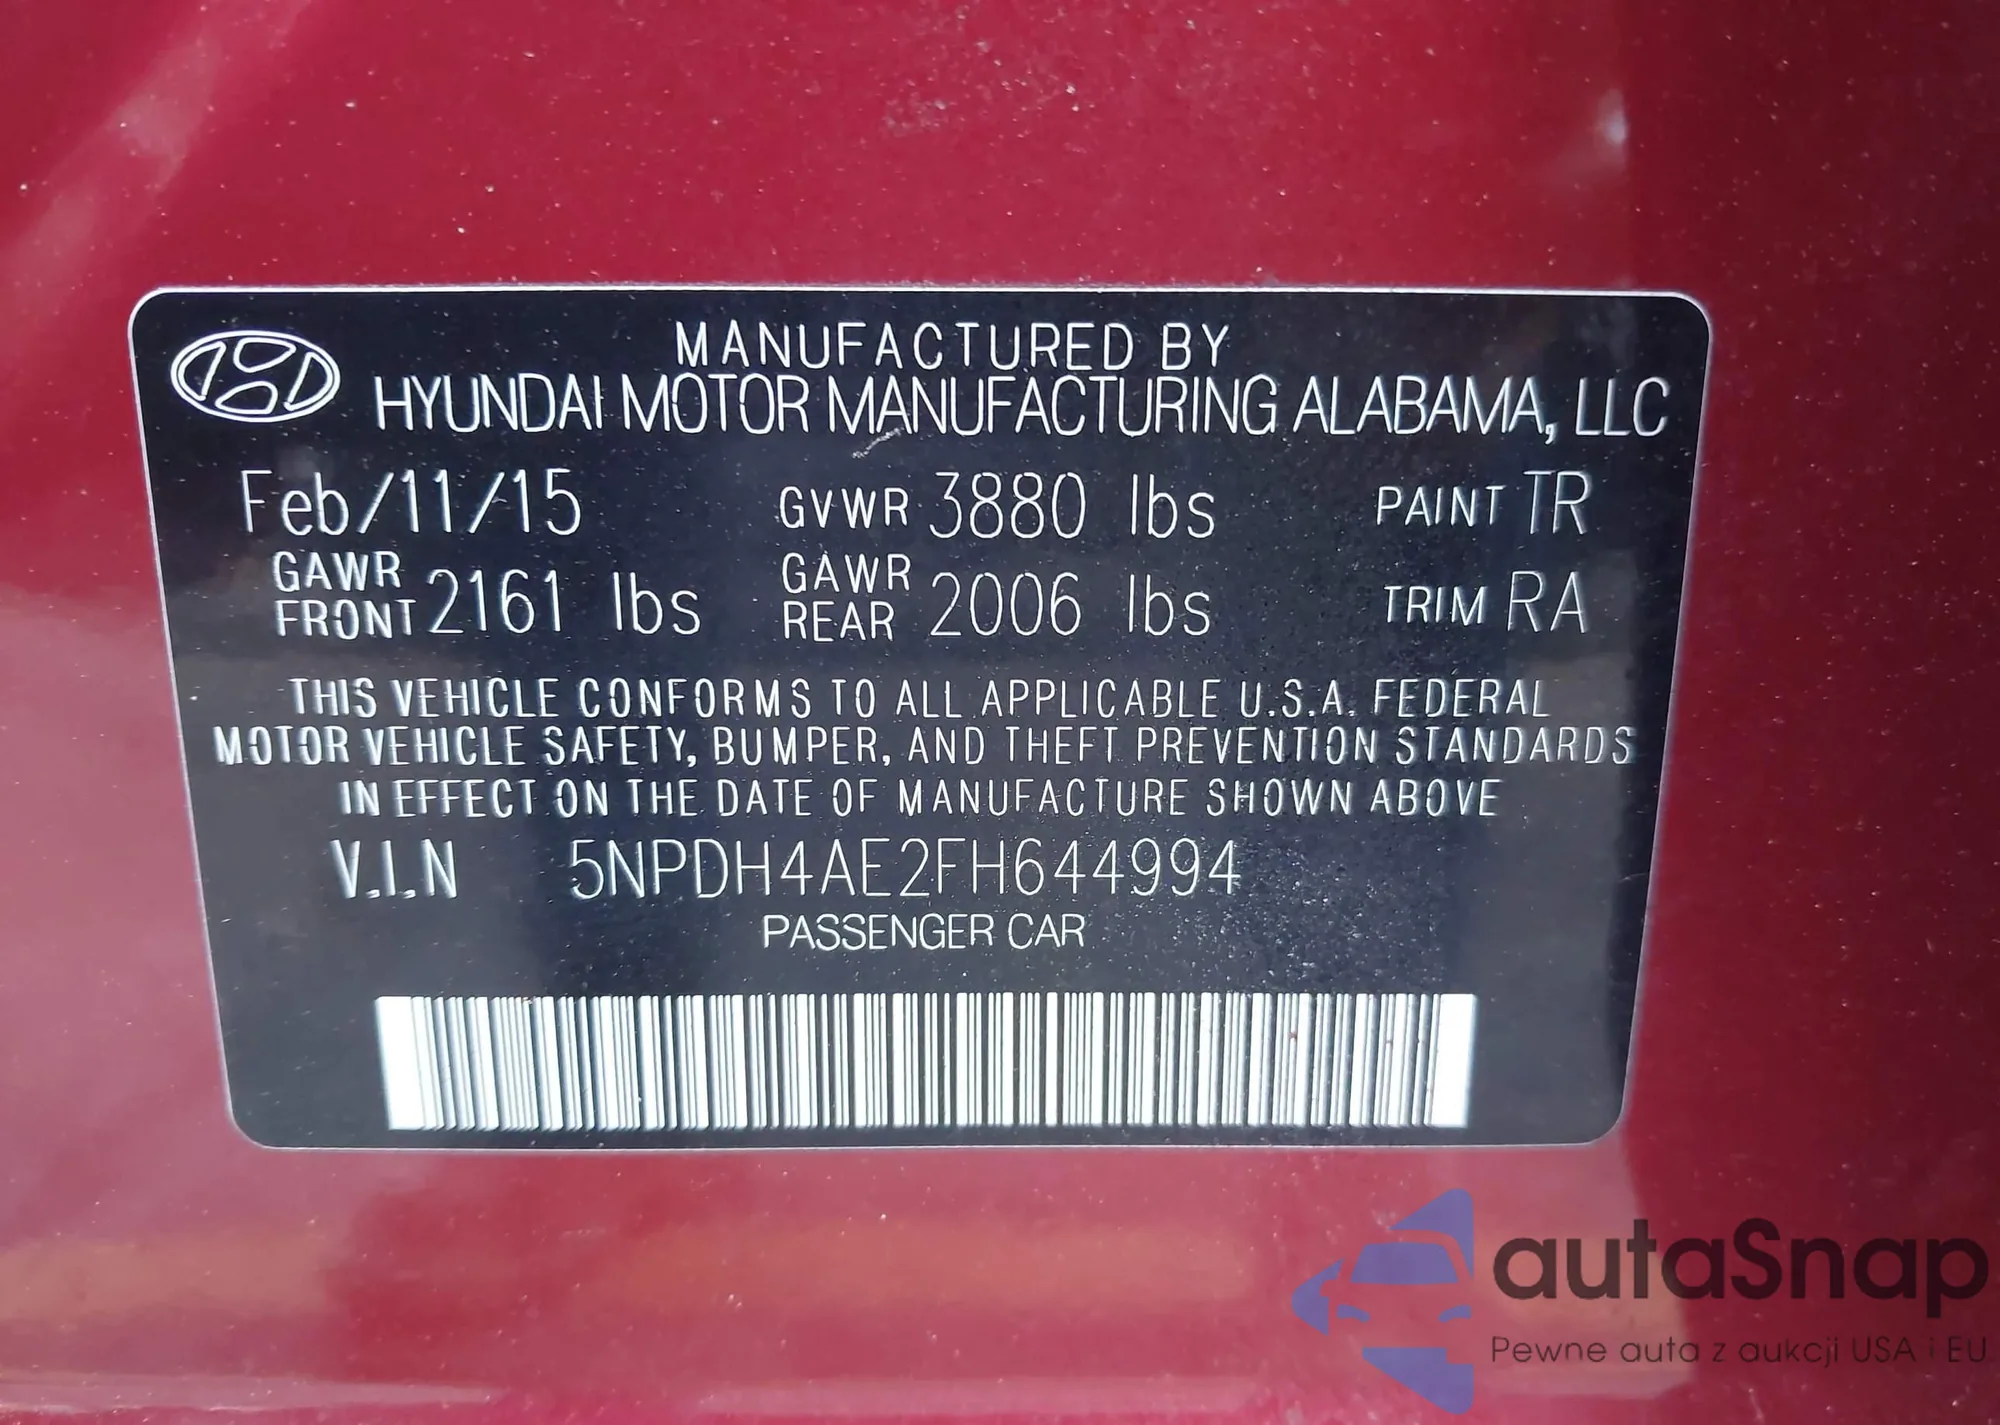 MANUFACTURED BY
HYUNDAI MOTOR MANUFACTURING ALABAMA, LLC
Feb/11/15 GVWR 3880 lbs PAINT TR
GAWR FRONT 2161 lbs GAWR REAR 2006 lbs TRIM RA
THIS VEHICLE CONFORMS TO ALL APPLICABLE U.S.A. FEDERAL
MOTOR VEHICLE SAFETY, BUMPER, AND THEFT PREVENTION STANDARDS
IN EFFECT ON THE DATE OF MANUFACTURE SHOWN ABOVE
V.I.N 5NPDH4AE2FH644994
PASSENGER CAR
autaSnap
Pewne auta z aukcji USA i EU